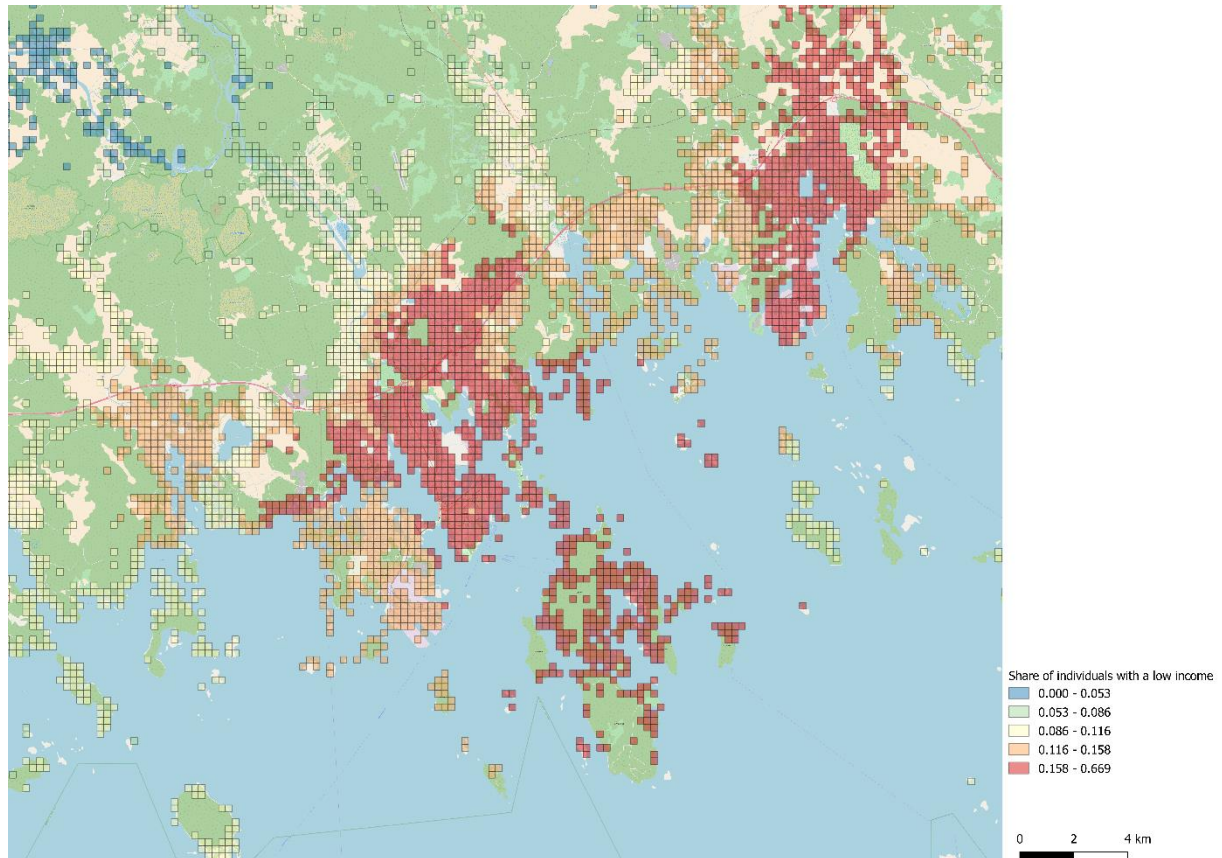 Share of individuals with a low income
0.000 - 0.053
0.053 - 0.086
0.086 - 0.116
0.116 - 0.158
0.158 - 0.669
0 2 4 km